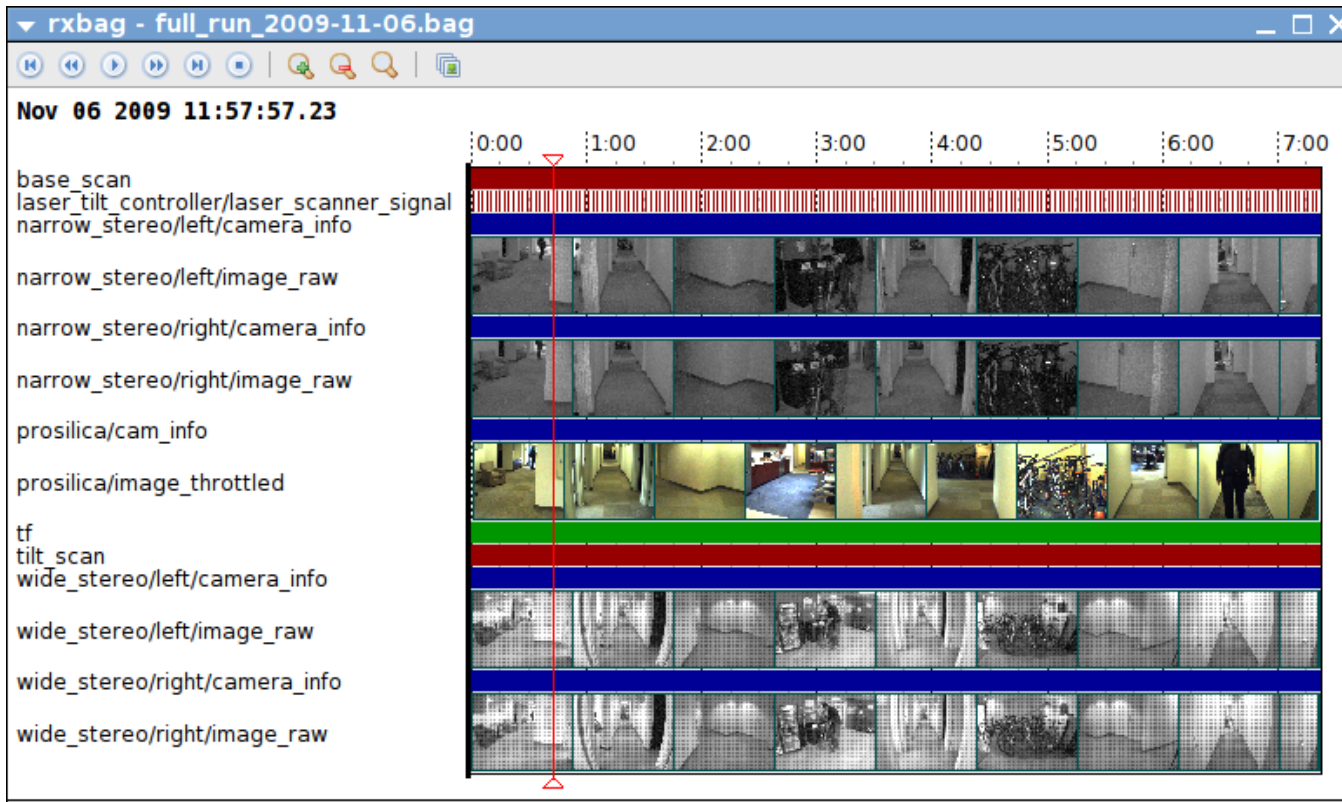 rxbag - full_run_2009-11-06.bag
Nov 06 2009 11:57:57.23
0:00 1:00 2:00 3:00 4:00 5:00 6:00 7:00
base_scan
laser_tilt_controller/laser_scanner_signal
narrow_stereo/left/camera_info
narrow_stereo/left/image_raw
narrow_stereo/right/camera_info
narrow_stereo/right/image_raw
prosilica/cam_info
prosilica/image_throttled
tf
tilt_scan
wide_stereo/left/camera_info
wide_stereo/left/image_raw
wide_stereo/right/camera_info
wide_stereo/right/image_raw